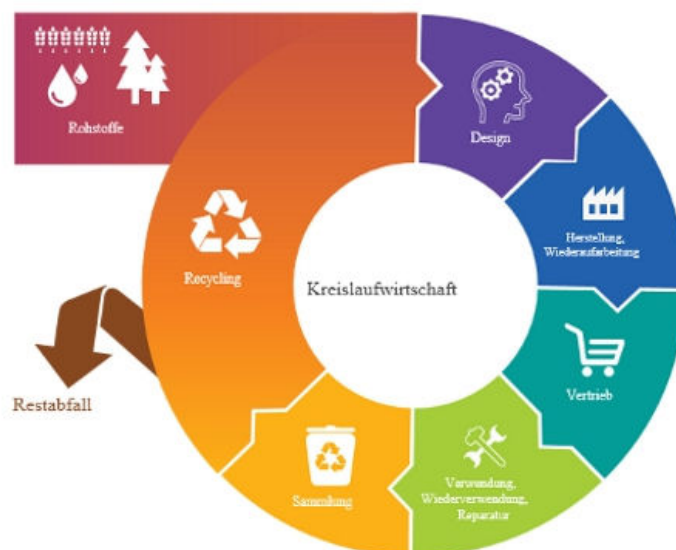 Rohstoffe
Design
Herstellung,
Wiederaufarbeitung
Recycling
Kreislaufwirtschaft
Vertrieb
Restabfall
Sammlung
Verwendung,
Wiederverwendung,
Reparatur